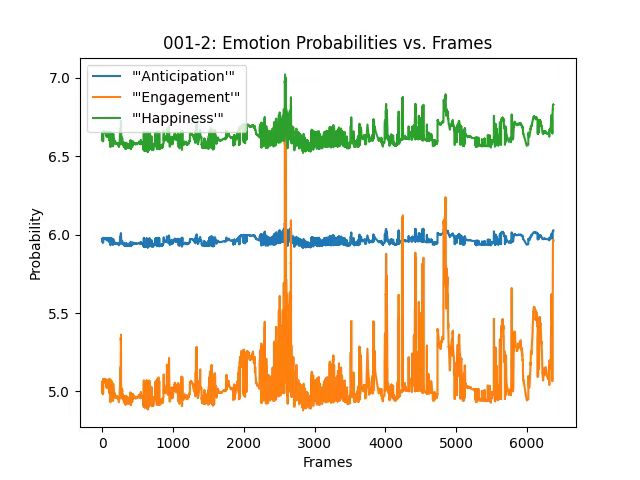 001-2: Emotion Probabilities vs. Frames
"'Anticipation'"
"'Engagement'"
"'Happiness'"
7.0
6.5
6.0
5.5
5.0
Probability
0 1000 2000 3000 4000 5000 6000
Frames